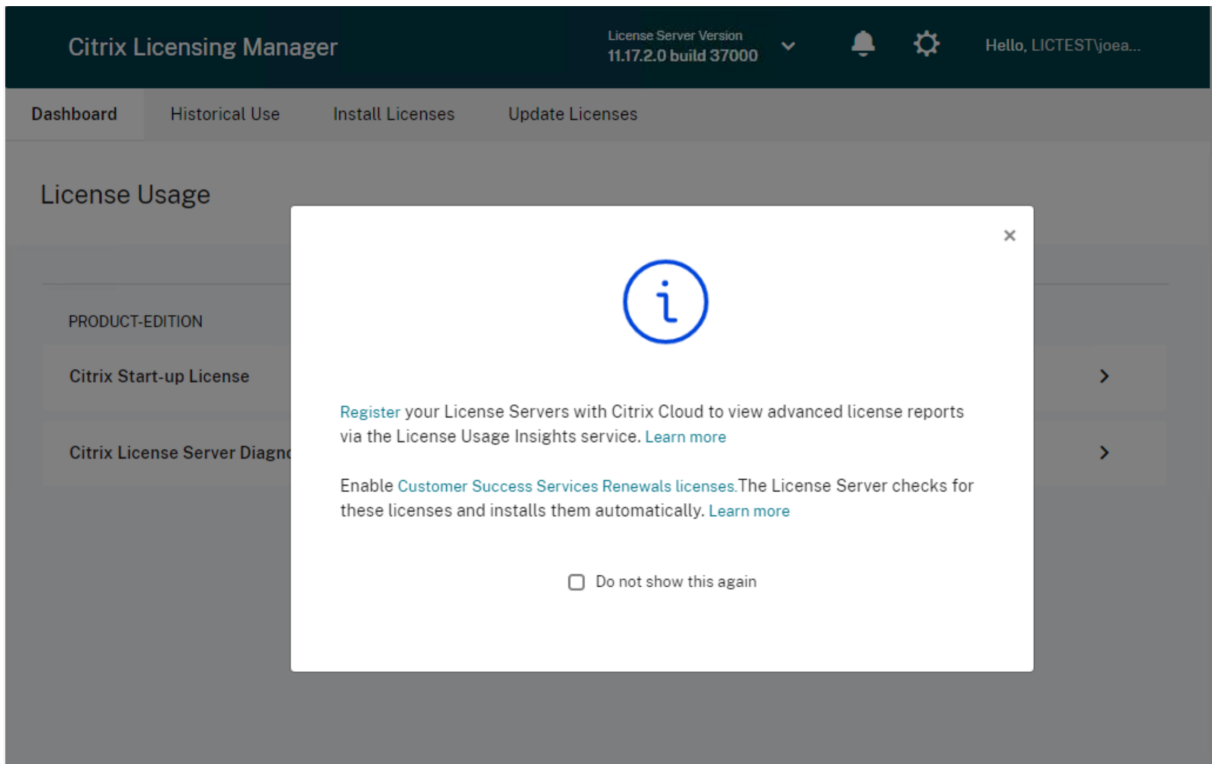 Citrix Licensing Manager
License Server Version
11.17.2.0 build 37000
Hello, LICTEST\joea...
Dashboard Historical Use Install Licenses Update Licenses
License Usage
×
PRODUCT-EDITION
Citrix Start-up License
Register your License Servers with Citrix Cloud to view advanced license reports
via the License Usage Insights service. Learn more
Citrix License Server
Enable Customer Success Services Renewals licenses.The License Server checks for
these licenses and installs them automatically. Learn more
Do not show this again